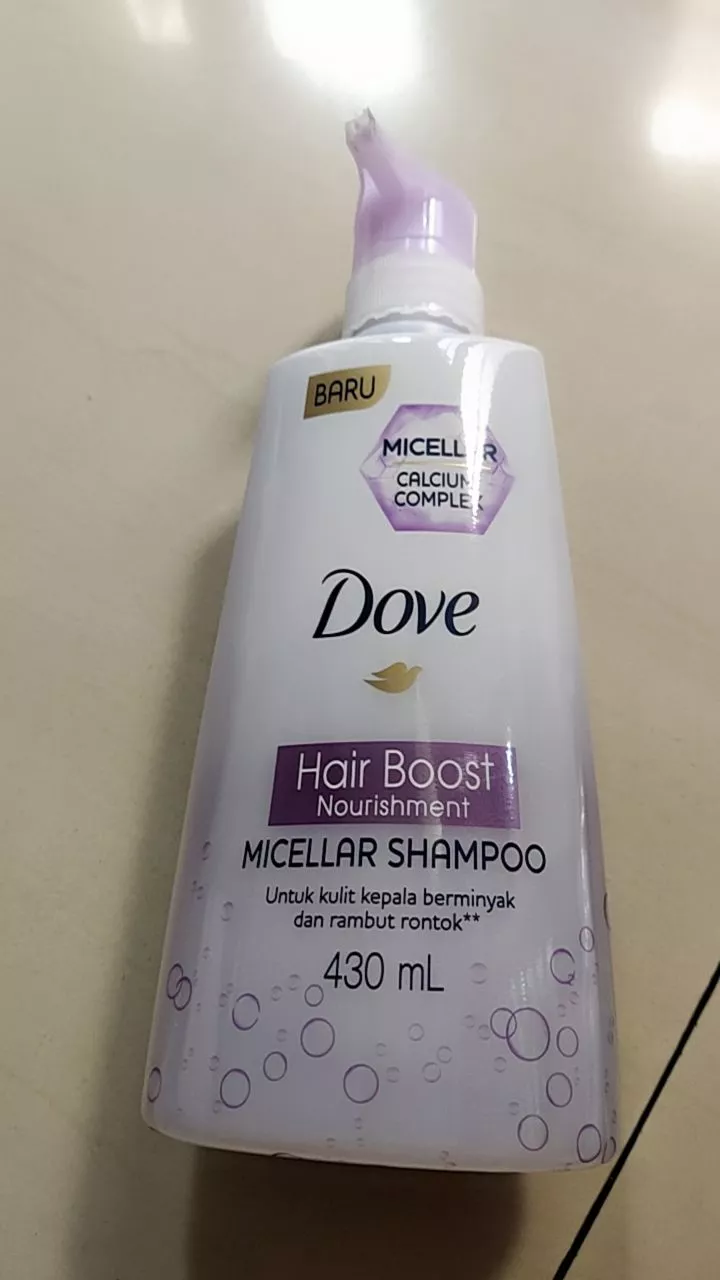 BARU
MICELLAR
CALCIUM
COMPLEX
Dove
Hair Boost
Nourishment
MICELLAR SHAMPOO
Untuk kulit kepala berminyak
dan rambut rontok**
430 mL